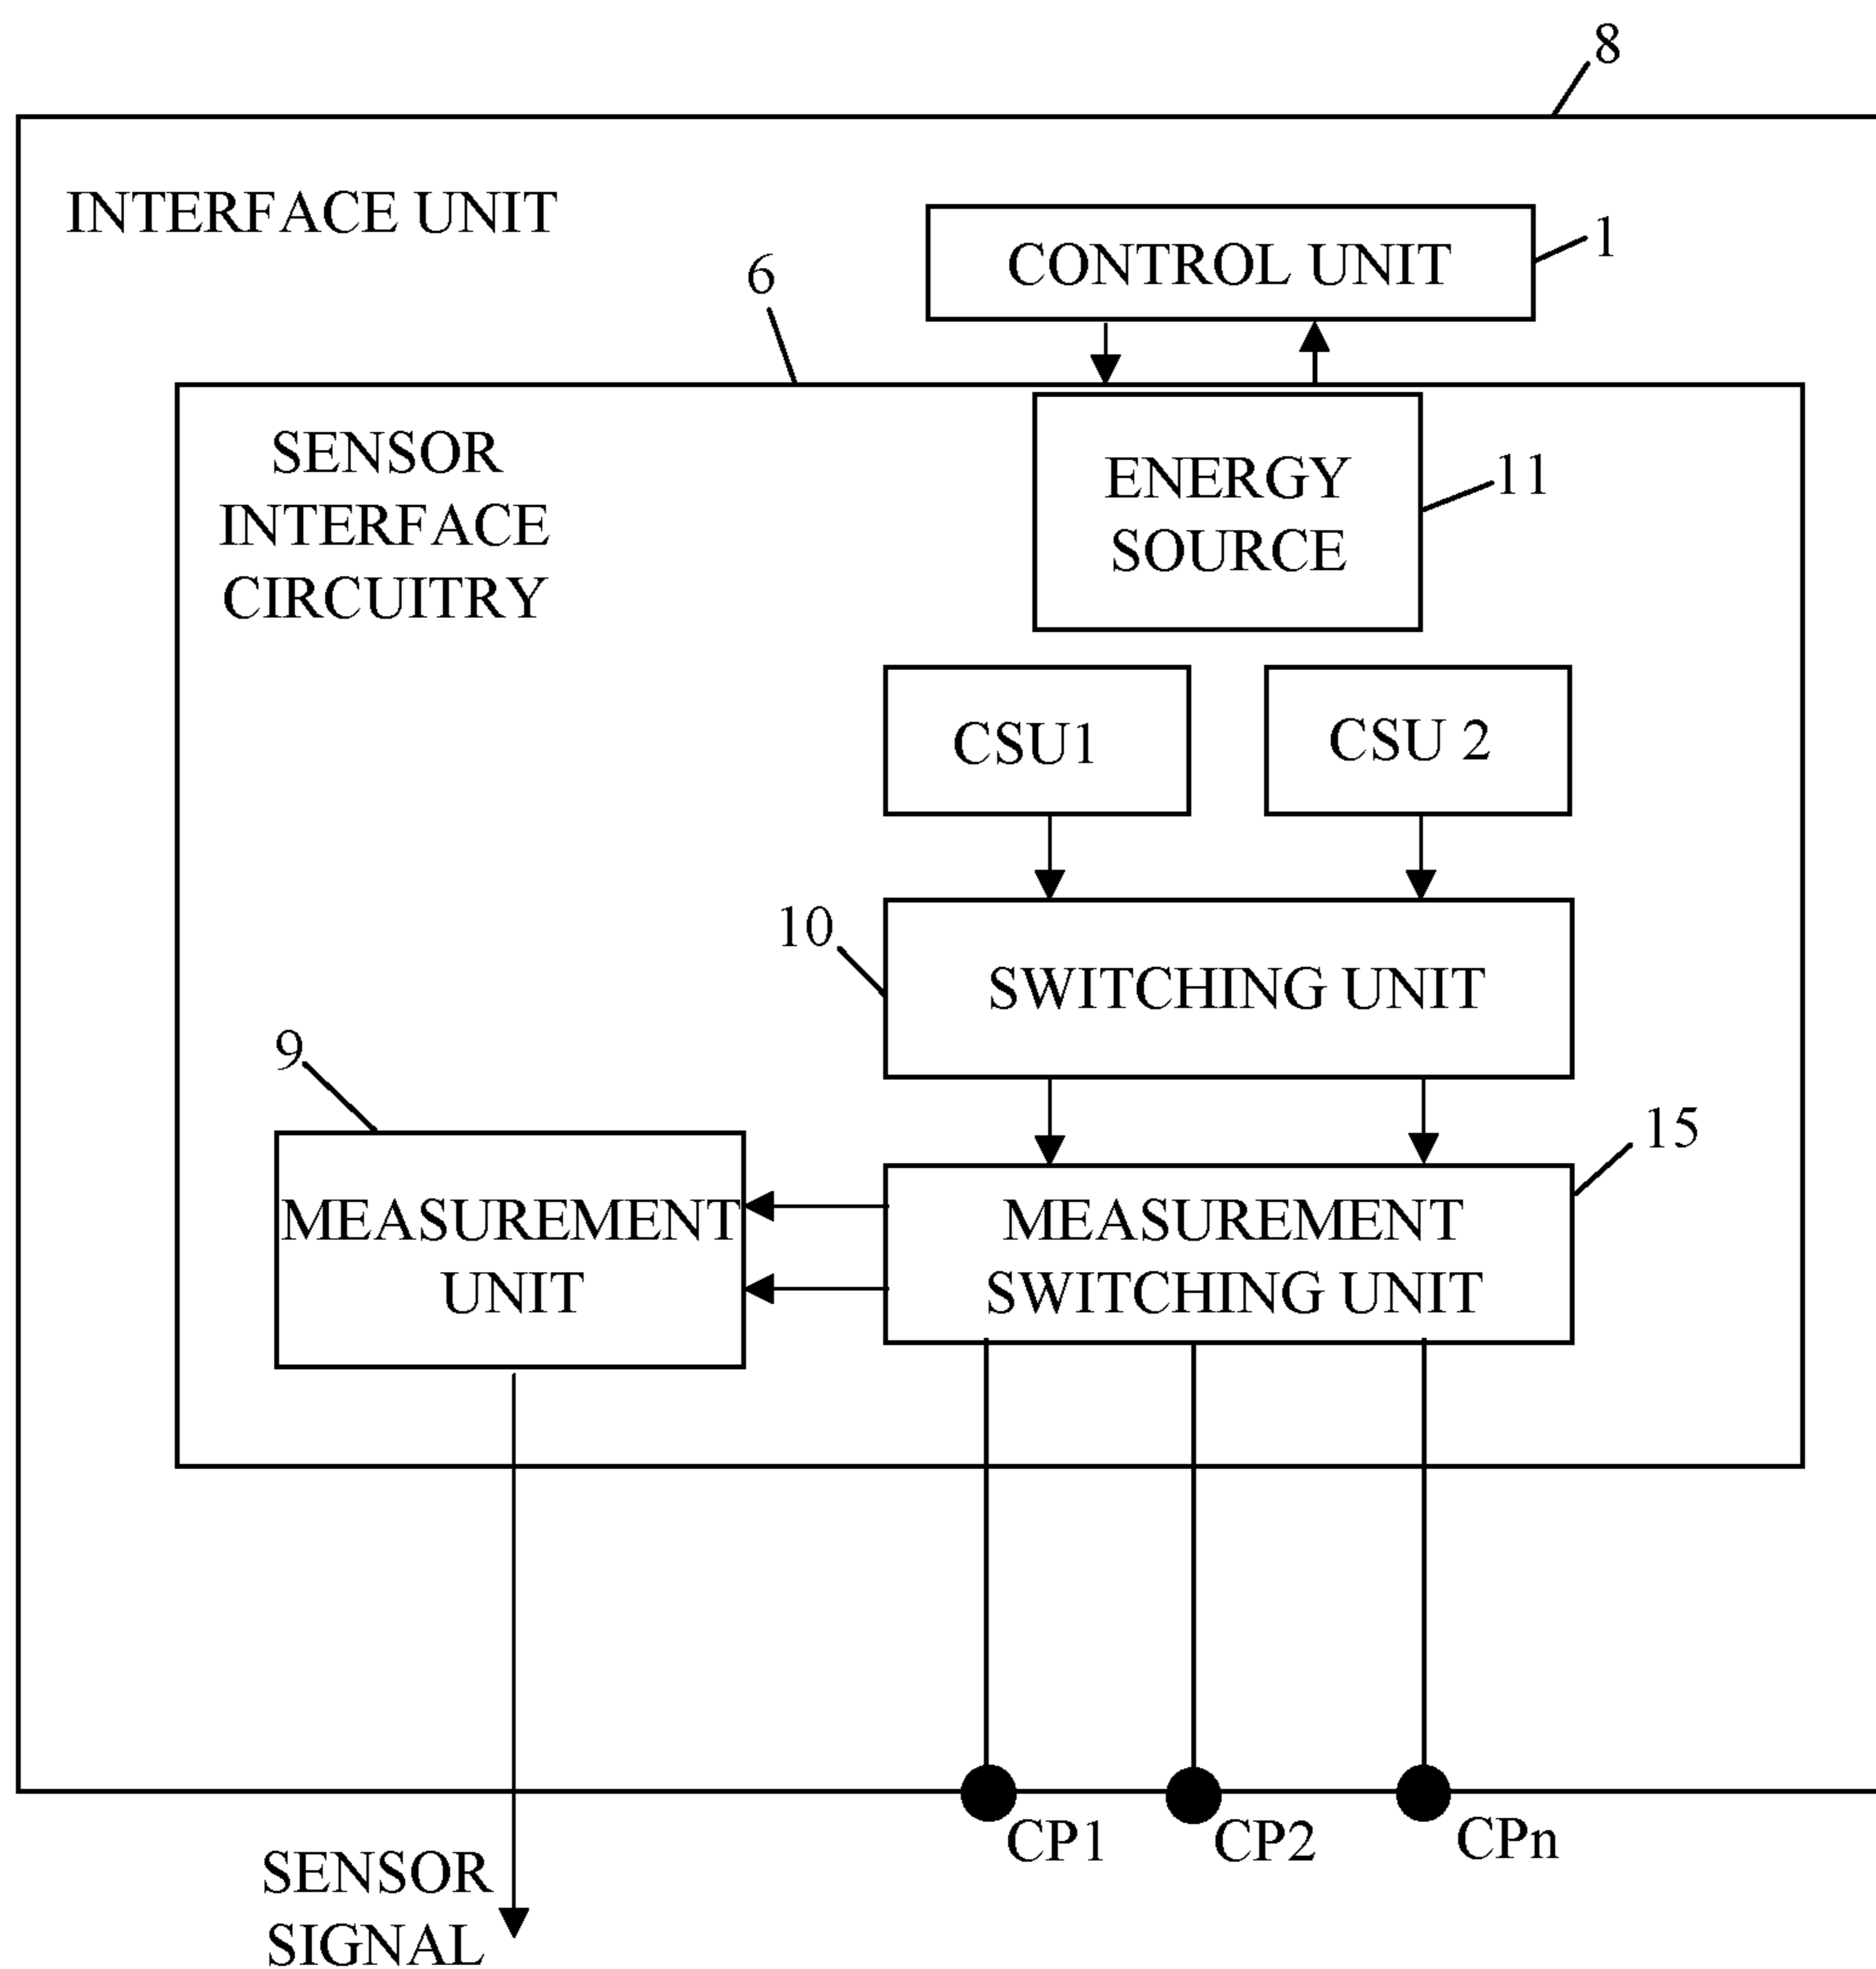 8
INTERFACE UNIT
CONTROL UNIT
1
6
SENSOR
INTERFACE
CIRCUITRY
ENERGY
SOURCE
11
CSU1
CSU 2
10
SWITCHING UNIT
9
15
MEASUREMENT
UNIT
MEASUREMENT
SWITCHING UNIT
CP1
CP2
CPn
SENSOR
SIGNAL